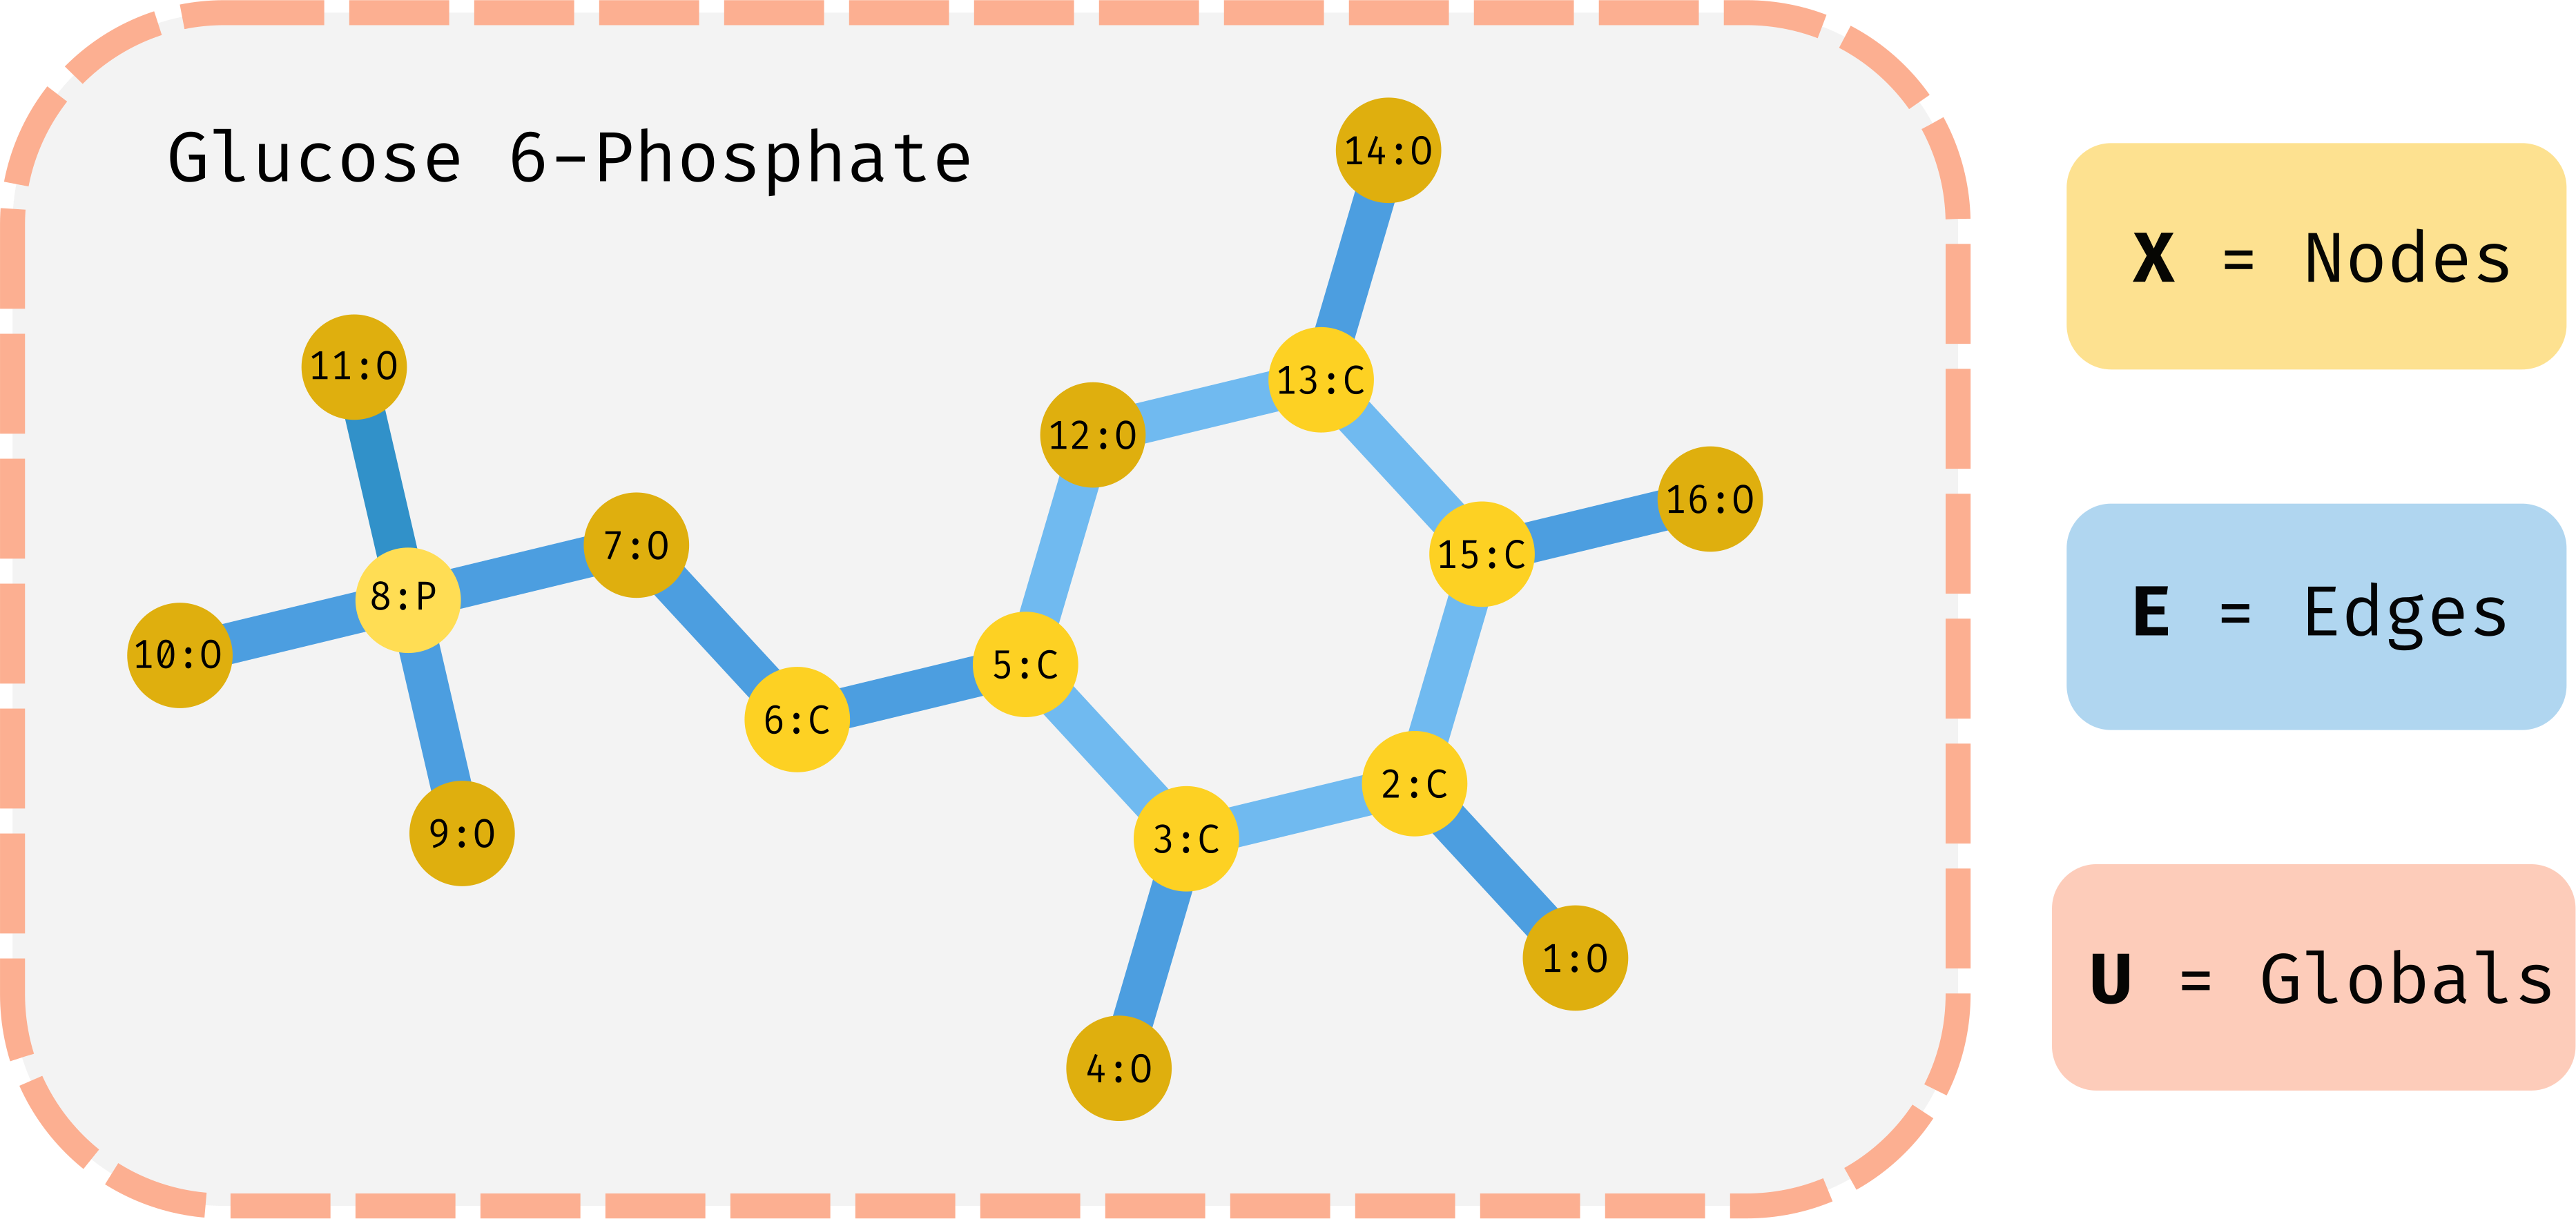 Glucose 6-Phosphate
14:O
11:O
13:C
12:O
16:O
7:O
15:C
8:P
10:O
5:C
6:C
2:C
9:O
3:C
1:O
4:O
X = Nodes
E = Edges
U = Globals